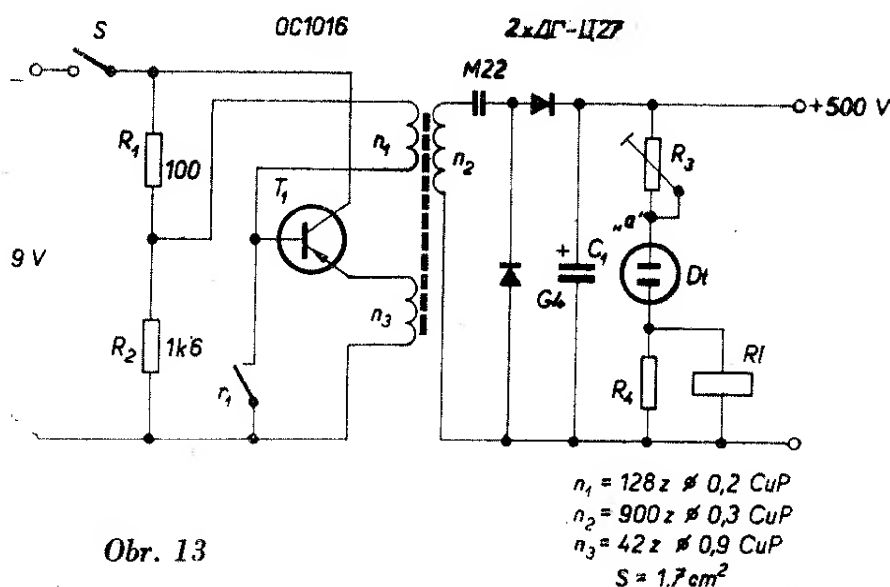 S
OC1016
2xДГ-Ц27
M22
+500 V
–
R₁
100
n₁
n₂
R₃
T₁
„a“
9 V
+
C₁
G4
Dt
n₃
R₂
1k6
r₁
R₄
Rl
n₁ = 128 z ø 0,2 CuP
n₂ = 900 z ø 0,3 CuP
n₃ = 42 z ø 0,9 CuP
S = 1,7 cm²
Obr. 13